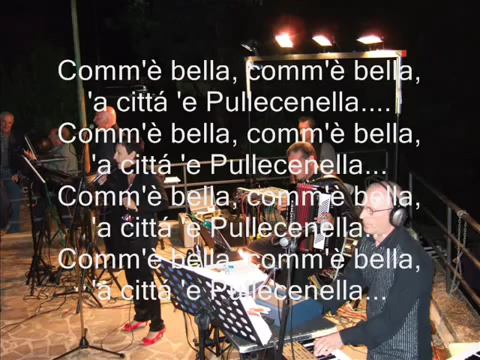 Comm'è bella, comm'è bella,
'a cittá 'e Pullecenella....
Comm'è bella, comm'è bella,
'a cittá 'e Pullecenella...
Comm'è bella, comm'è bella,
'a cittá 'e Pullecenella.
Comm'è bella, comm'è bella,
'a cittá 'e Pullecenella...